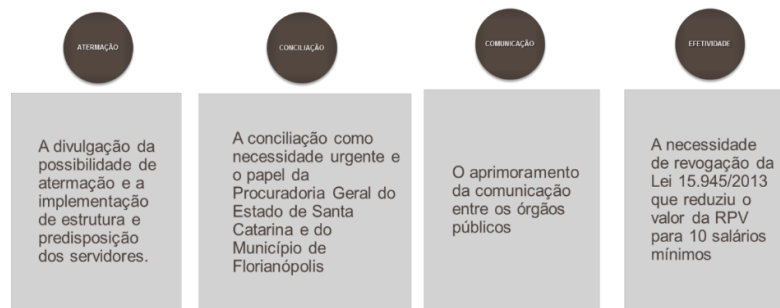 ATERMAÇÃO
A divulgação da
possibilidade de
atermação e a
implementação
de estrutura e
predisposição
dos servidores.
CONCILIAÇÃO
A conciliação como
necessidade urgente e
o papel da
Procuradoria Geral do
Estado de Santa
Catarina e do
Município de
Florianópolis
COMUNICAÇÃO
O aprimoramento
da comunicação
entre os órgãos
públicos
EFETIVIDADE
A necessidade
de revogação da
Lei 15.945/2013
que reduziu o
valor da RPV
para 10 salários
mínimos